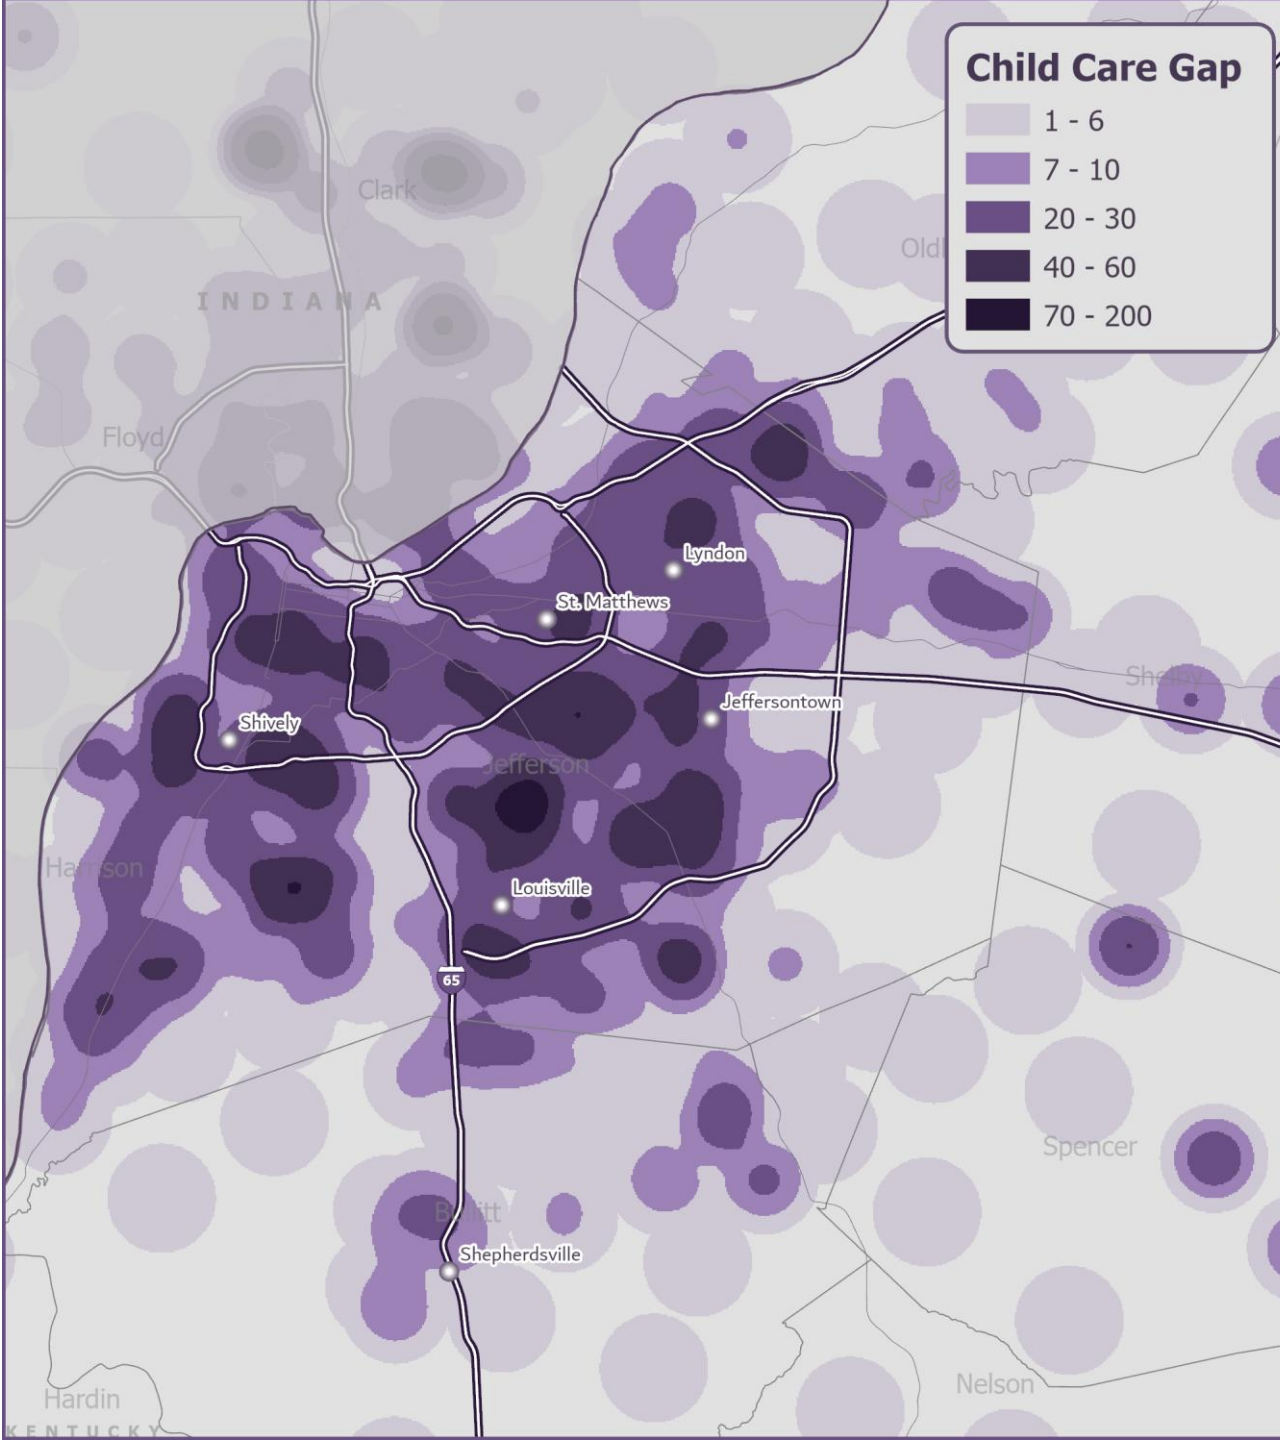 Child Care Gap
1 - 6
7 - 10
20 - 30
40 - 60
70 - 200
Clark
Oldl
INDIANA
Floyd
Lyndon
St. Matthews
Shelby
Jeffersontown
Shively
Jefferson
Harrison
Louisville
65
Spencer
Bullitt
Shepherdsville
Nelson
Hardin
KENTUCKY